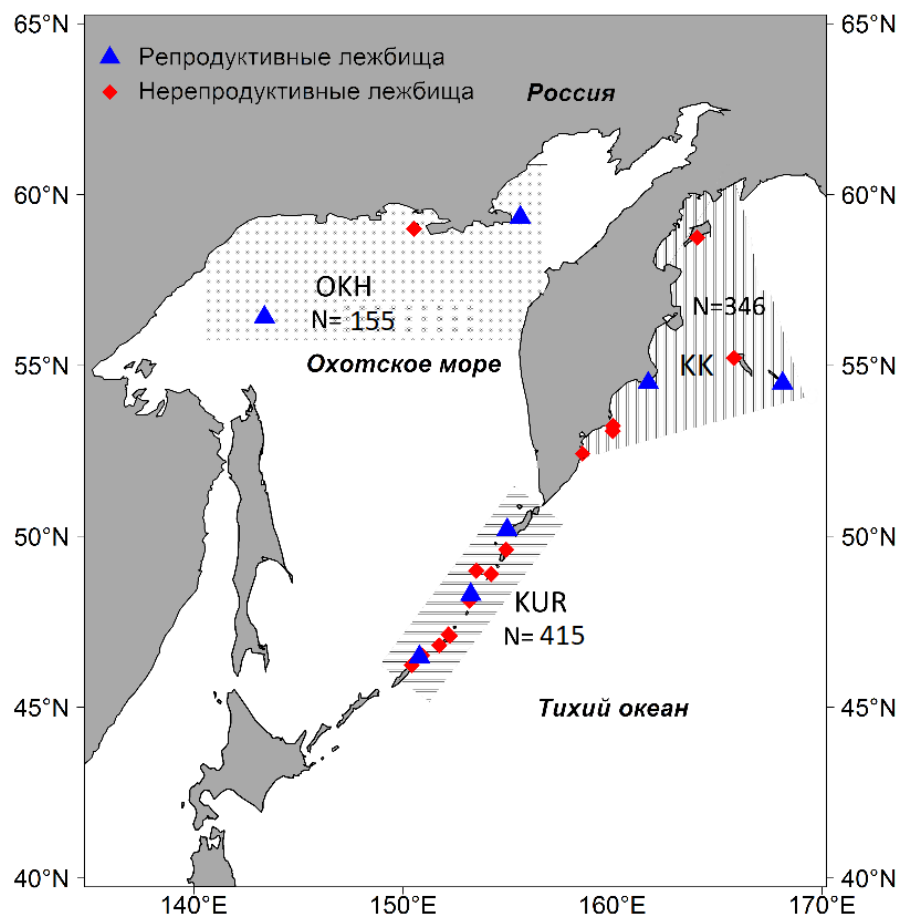 65°N
65°N
Репродуктивные лежбища
Нерепродуктивные лежбища
Россия
60°N
60°N
OKH
N= 155
N=346
55°N
Охотское море
KK
55°N
50°N
50°N
KUR
N= 415
45°N
Тихий океан
45°N
40°N
40°N
140°E
150°E
160°E
170°E